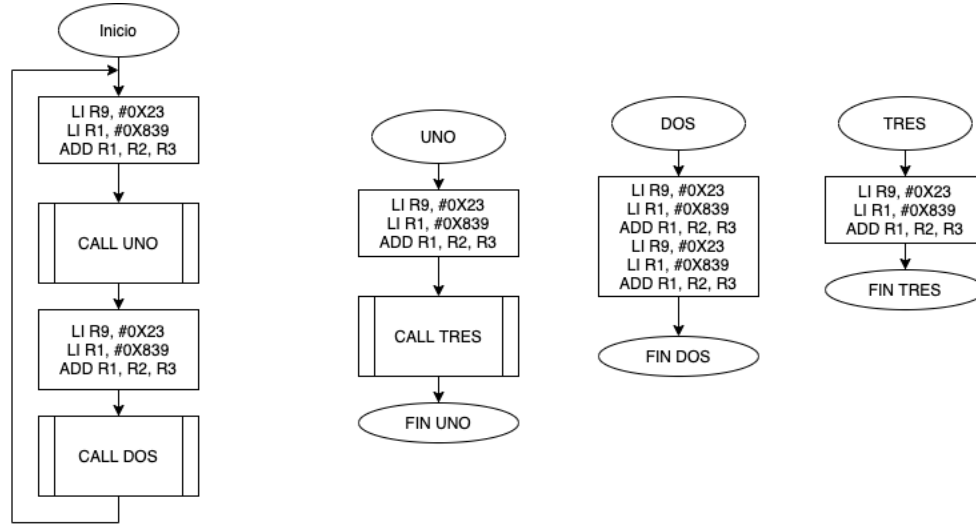 Inicio
LI R9, #0X23
LI R1, #0X839
ADD R1, R2, R3
CALL UNO
LI R9, #0X23
LI R1, #0X839
ADD R1, R2, R3
CALL DOS
UNO
LI R9, #0X23
LI R1, #0X839
ADD R1, R2, R3
CALL TRES
FIN UNO
DOS
LI R9, #0X23
LI R1, #0X839
ADD R1, R2, R3
LI R9, #0X23
LI R1, #0X839
ADD R1, R2, R3
FIN DOS
TRES
LI R9, #0X23
LI R1, #0X839
ADD R1, R2, R3
FIN TRES